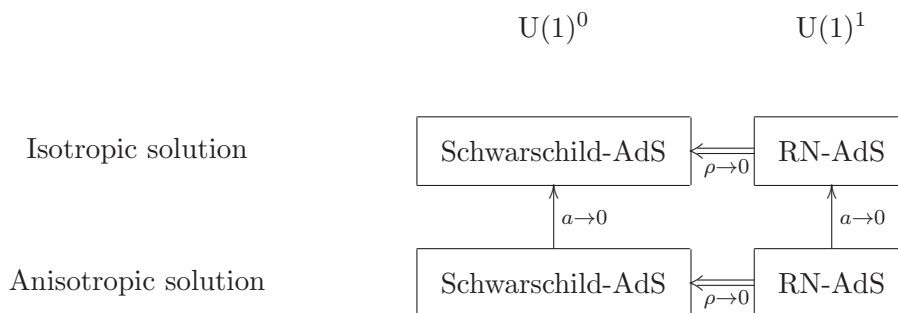 U(1)⁰ U(1)¹
Isotropic solution Schwarschild-AdS ρ→0 RN-AdS
a→0 a→0
Anisotropic solution Schwarschild-AdS ρ→0 RN-AdS